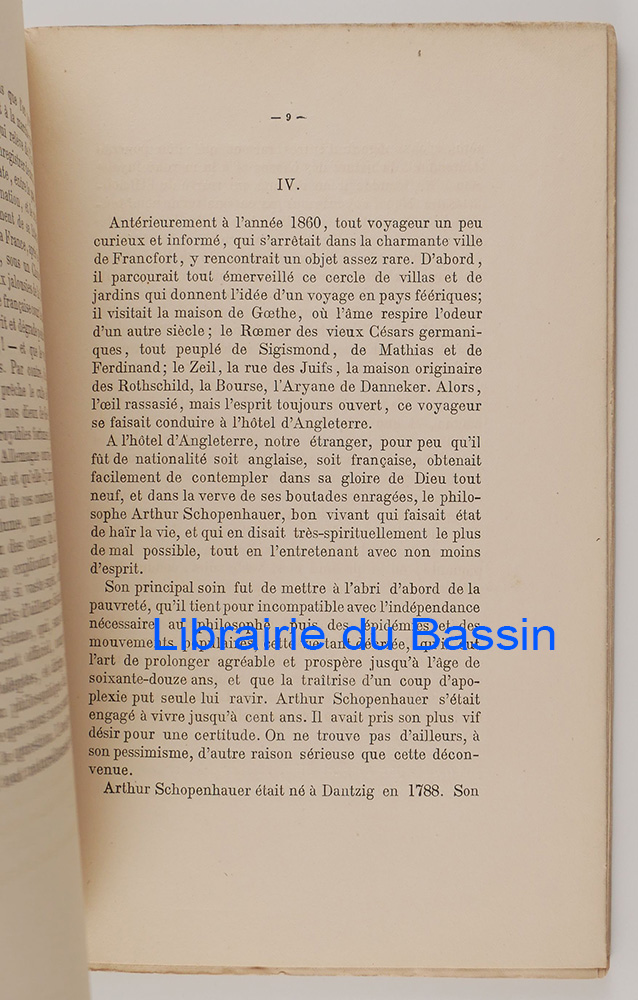 — 9 —
IV.
Antérieurement à l'année 1860, tout voyageur un peu
curieux et informé, qui s'arrêtait dans la charmante ville
de Francfort, y rencontrait un objet assez rare. D'abord,
il parcourait tout émerveillé ce cercle de villas et de
jardins qui donnent l'idée d'un voyage en pays féériques;
il visitait la maison de Gœthe, où l'âme respire l'odeur
d'un autre siècle; le Rœmer des vieux Césars germani-
ques, tout peuplé de Sigismond, de Mathias et de
Ferdinand; le Zeil, la rue des Juifs, la maison originaire
des Rothschild, la Bourse, l'Aryane de Danneker. Alors,
l'œil rassasié, mais l'esprit toujours ouvert, ce voyageur
se faisait conduire à l'hôtel d'Angleterre.
A l'hôtel d'Angleterre, notre étranger, pour peu qu'il
fût de nationalité soit anglaise, soit française, obtenait
facilement de contempler dans sa gloire de Dieu tout
neuf, et dans la verve de ses boutades enragées, le philo-
sophe Arthur Schopenhauer, bon vivant qui faisait état
de haïr la vie, et qui en disait très-spirituellement le plus
de mal possible, tout en l'entretenant avec non moins
d'esprit.
Son principal soin fut de mettre à l'abri d'abord de la
pauvreté, qu'il tient pour incompatible avec l'indépendance
nécessaire au philosophe, puis des épidémies et des
mouvements populaires cette
Librairie du Bassin
l'art de prolonger agréable et prospère jusqu'à l'âge de
soixante-douze ans, et que la traîtrise d'un coup d'apo-
plexie put seule lui ravir. Arthur Schopenhauer s'était
engagé à vivre jusqu'à cent ans. Il avait pris son plus vif
désir pour une certitude. On ne trouve pas d'ailleurs, à
son pessimisme, d'autre raison sérieuse que cette décon-
venue.
Arthur Schopenhauer était né à Dantzig en 1788. Son